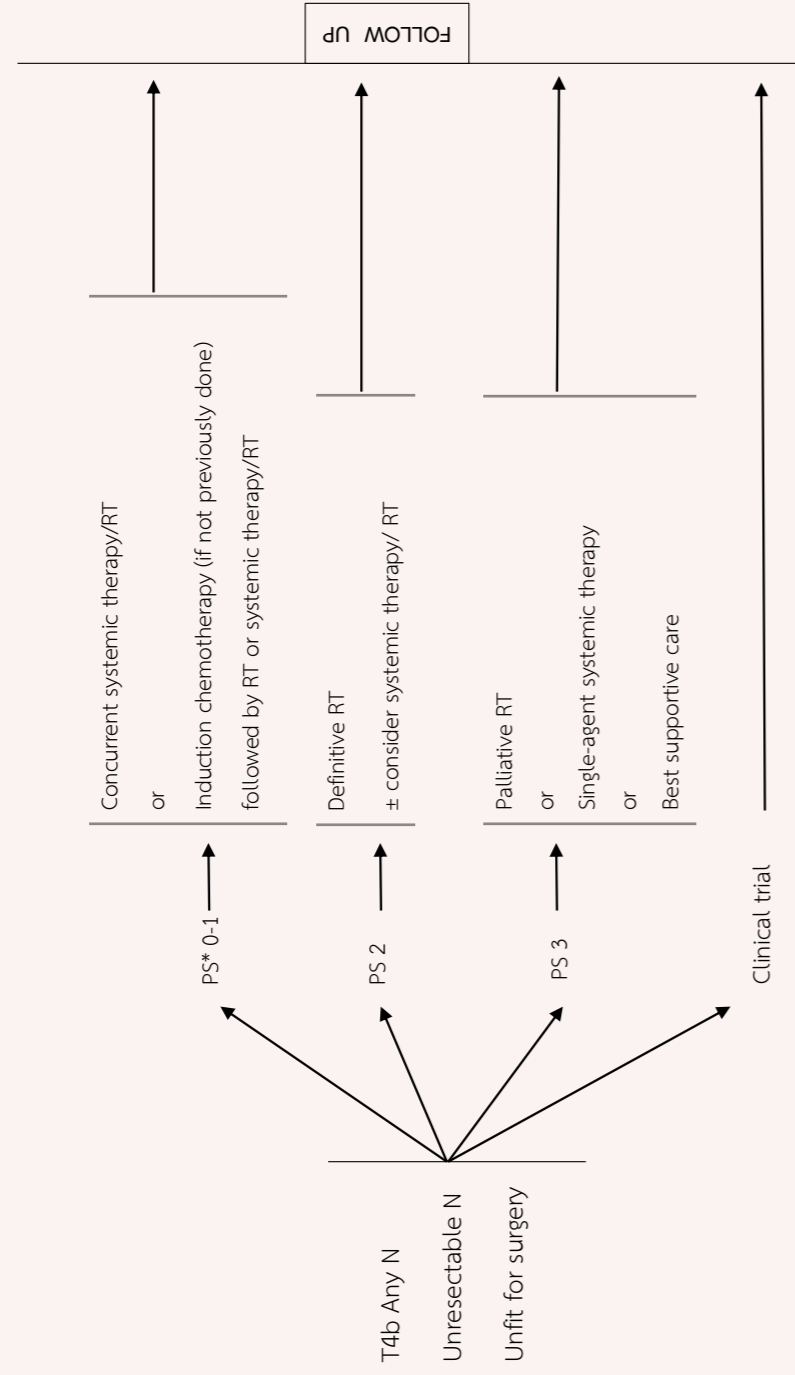 T4b Any N
Unresectable N
Unfit for surgery
PS* 0-1
Concurrent systemic therapy/RT
or
Induction chemotherapy (if not previously done)
followed by RT or systemic therapy/RT
PS 2
Definitive RT
± consider systemic therapy/ RT
PS 3
Palliative RT
or
Single-agent systemic therapy
or
Best supportive care
Clinical trial
FOLLOW UP